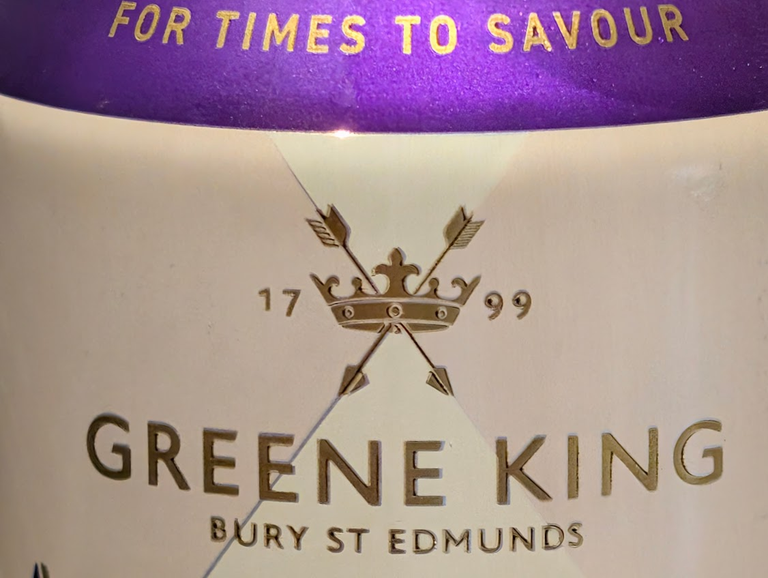 FOR TIMES TO SAVOUR
17 99
GREENE KING
BURY ST EDMUNDS